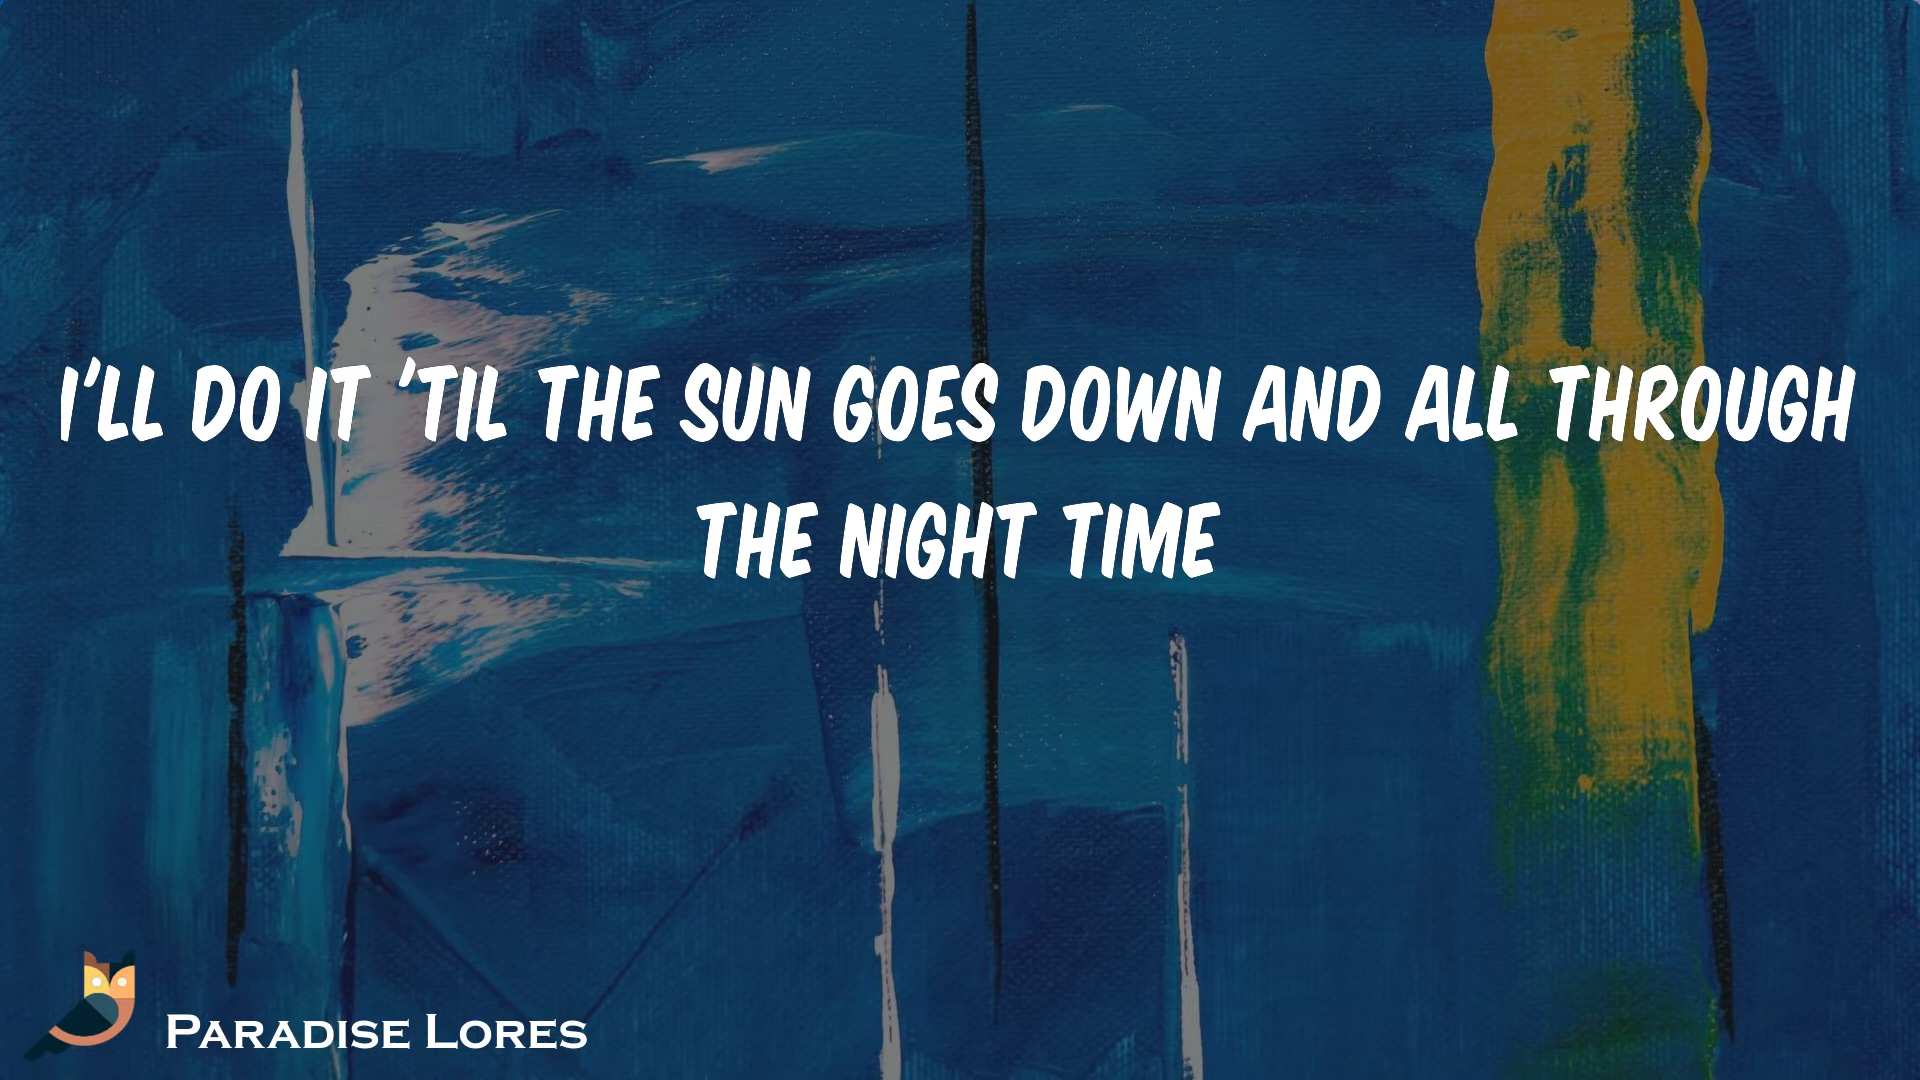 I'LL DO IT 'TIL THE SUN GOES DOWN AND ALL THROUGH
THE NIGHT TIME
PARADISE LORES